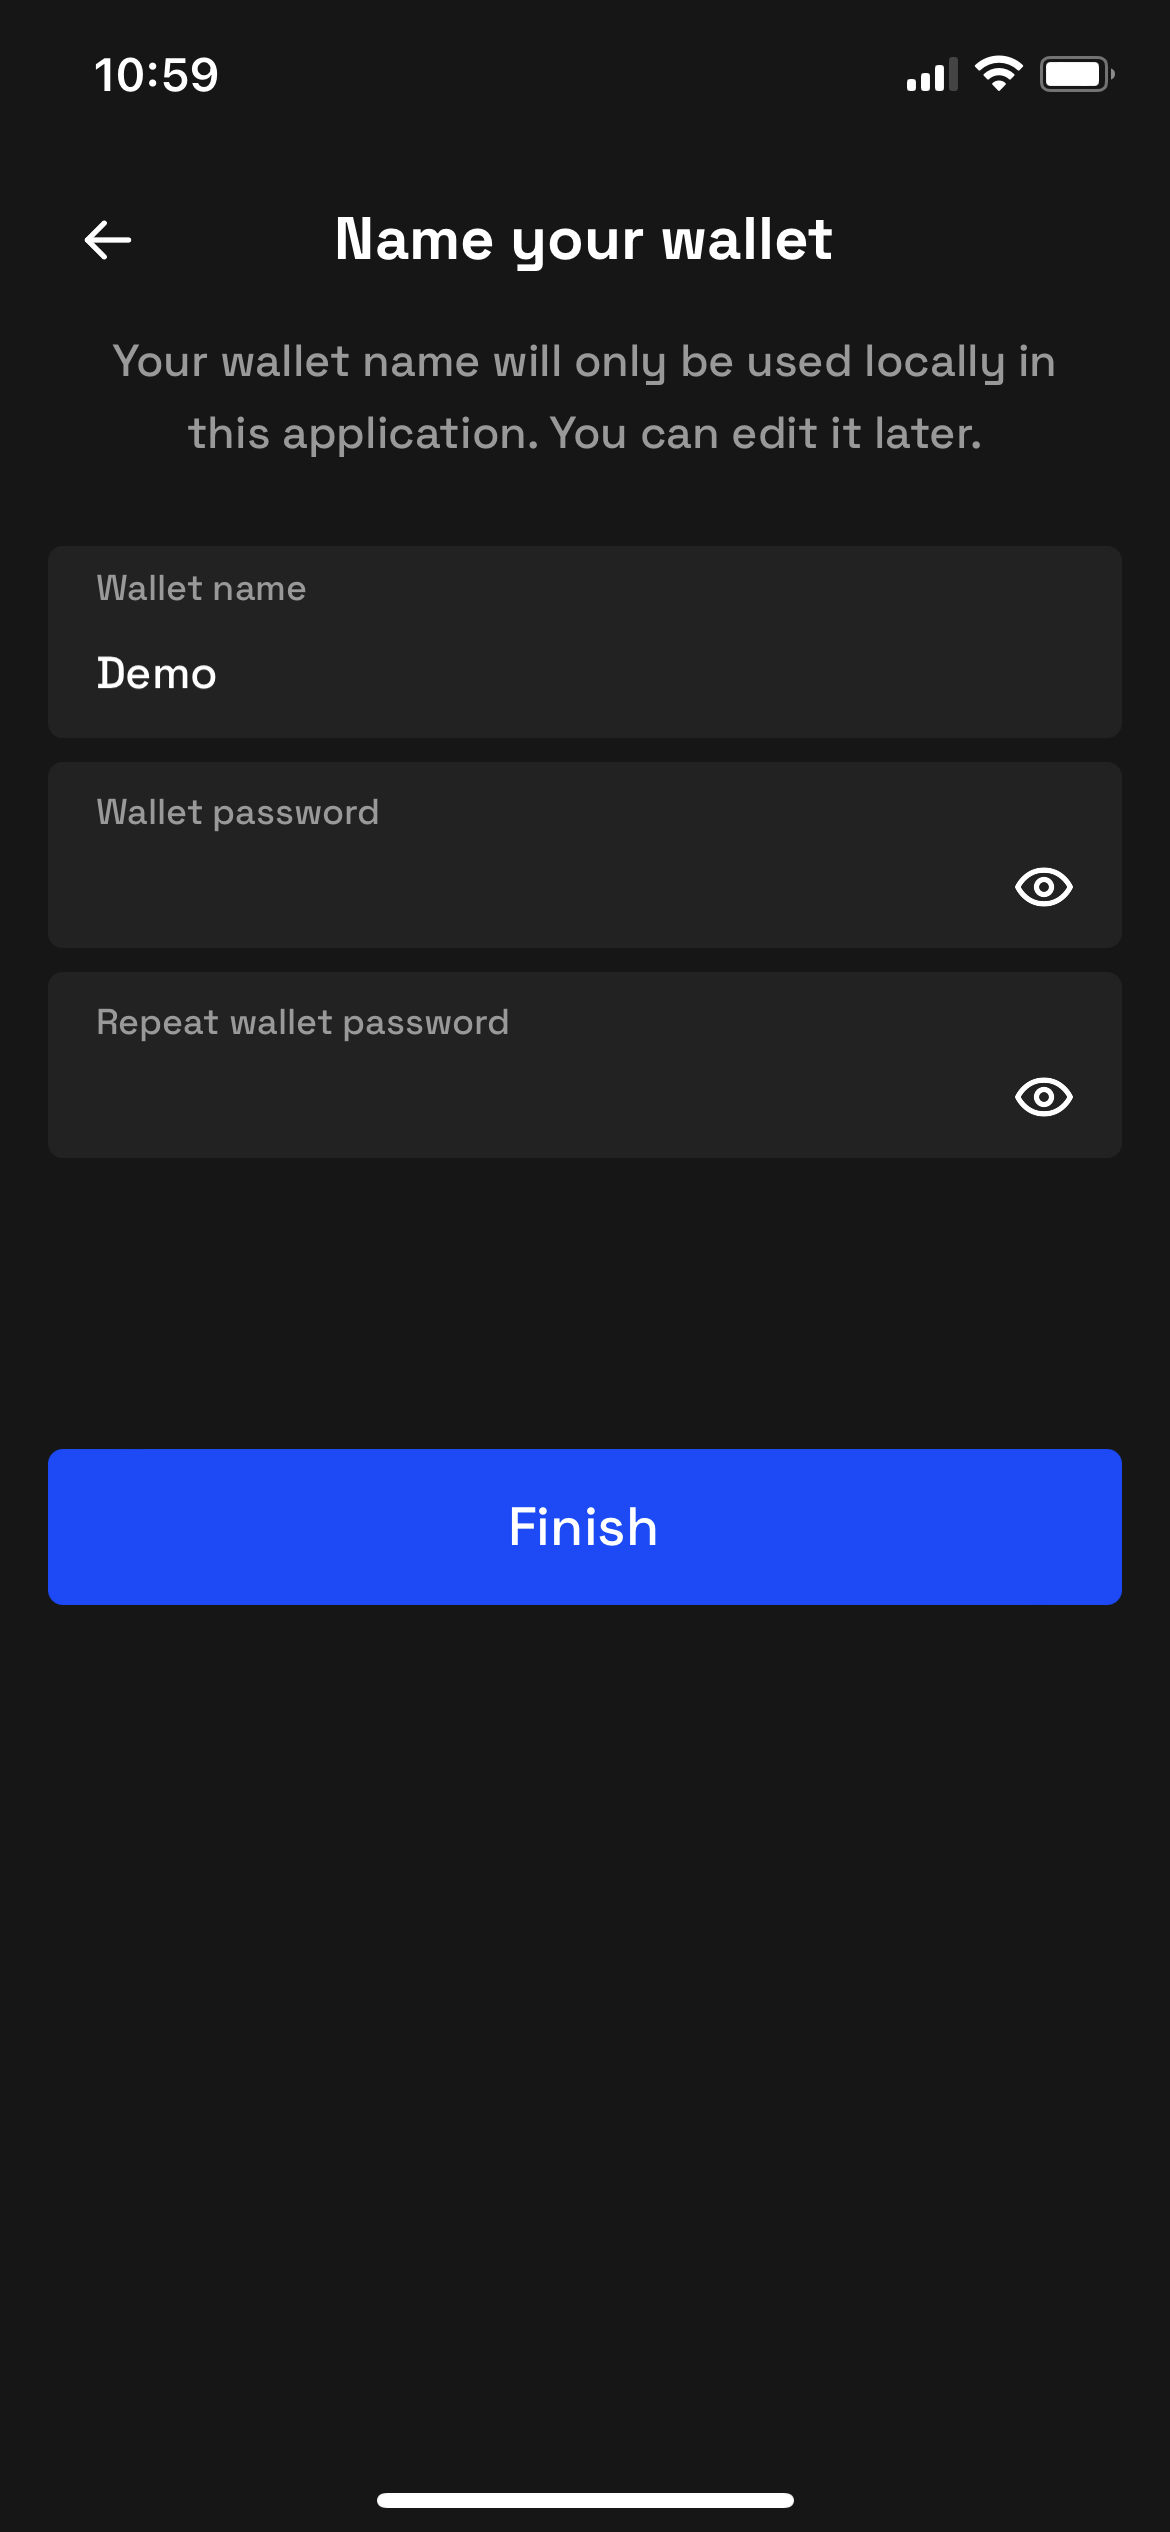 10:59
Name your wallet
Your wallet name will only be used locally in
this application. You can edit it later.
Wallet name
Demo
Wallet password
Repeat wallet password
Finish